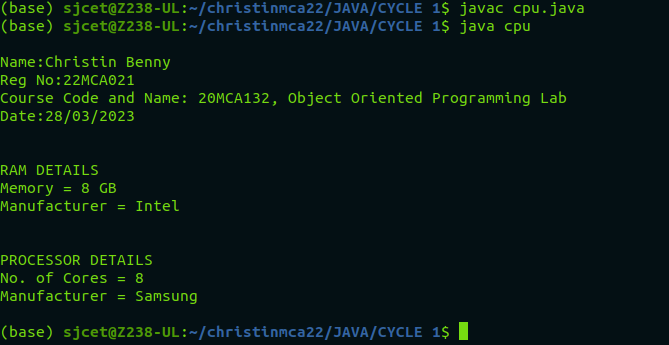 (base) sjcet@Z238-UL:~/christinmca22/JAVA/CYCLE 1$ javac cpu.java
(base) sjcet@Z238-UL:~/christinmca22/JAVA/CYCLE 1$ java cpu
Name:Christin Benny
Reg No:22MCA021
Course Code and Name: 20MCA132, Object Oriented Programming Lab
Date:28/03/2023
RAM DETAILS
Memory = 8 GB
Manufacturer = Intel
PROCESSOR DETAILS
No. of Cores = 8
Manufacturer = Samsung
(base) sjcet@Z238-UL:~/christinmca22/JAVA/CYCLE 1$